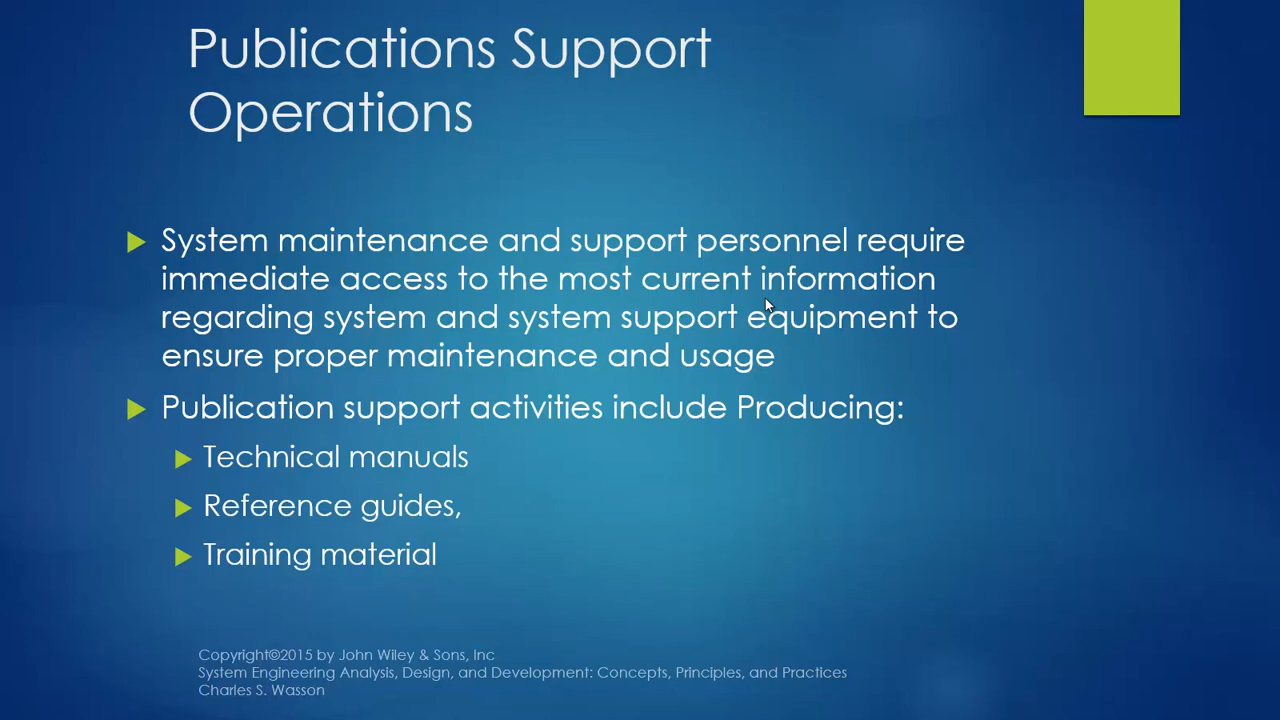 Publications Support
Operations
System maintenance and support personnel require
immediate access to the most current information
regarding system and system support equipment to
ensure proper maintenance and usage
Publication support activities include Producing:
Technical manuals
Reference guides,
Training material
Copyright©2015 by John Wiley & Sons, Inc
System Engineering Analysis, Design, and Development: Concepts, Principles, and Practices
Charles S. Wasson